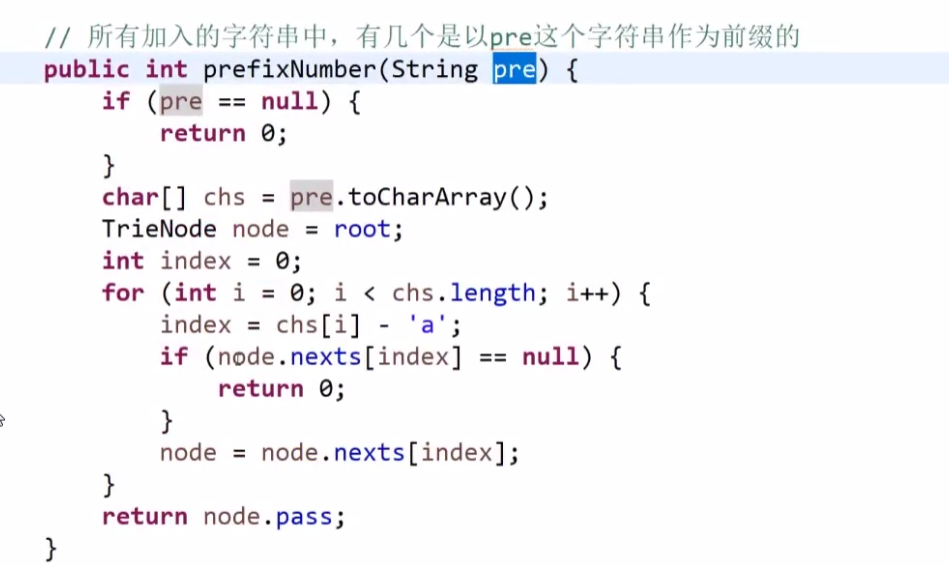 // 所有加入的字符串中，有几个是以pre这个字符串作为前缀的
public int prefixNumber(String pre) {
if (pre == null) {
return 0;
}
char[] chs = pre.toCharArray();
TrieNode node = root;
int index = 0;
for (int i = 0; i < chs.length; i++) {
index = chs[i] - 'a';
if (node.nexts[index] == null) {
return 0;
}
node = node.nexts[index];
}
return node.pass;
}